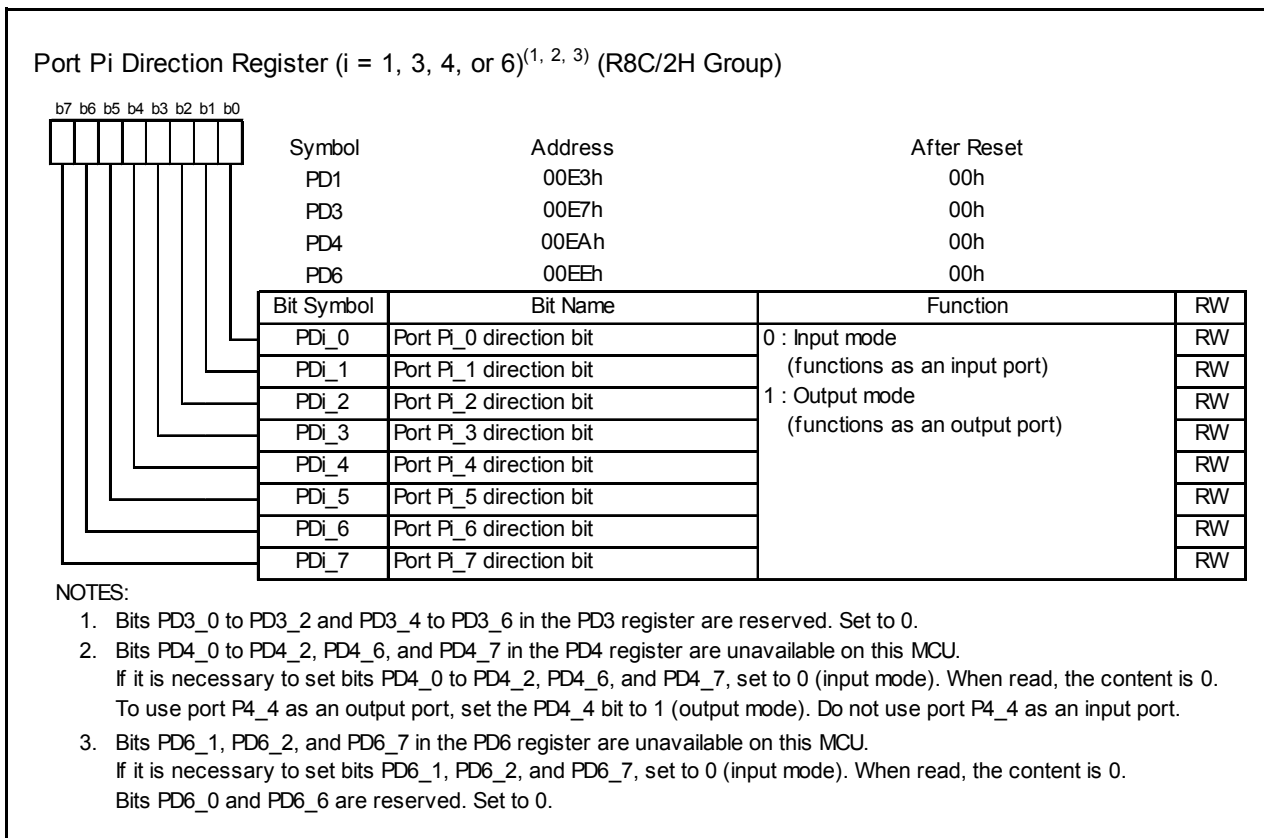 Port Pi Direction Register (i = 1, 3, 4, or 6)(1, 2, 3) (R8C/2H Group)
b7 b6 b5 b4 b3 b2 b1 b0
Symbol Address After Reset
PD1 00E3h 00h
PD3 00E7h 00h
PD4 00EAh 00h
PD6 00EEh 00h
Bit Symbol Bit Name Function RW
PDi_0 Port Pi_0 direction bit 0 : Input mode RW
PDi_1 Port Pi_1 direction bit (functions as an input port) RW
PDi_2 Port Pi_2 direction bit 1 : Output mode RW
PDi_3 Port Pi_3 direction bit (functions as an output port) RW
PDi_4 Port Pi_4 direction bit RW
PDi_5 Port Pi_5 direction bit RW
PDi_6 Port Pi_6 direction bit RW
PDi_7 Port Pi_7 direction bit RW
NOTES:
1. Bits PD3_0 to PD3_2 and PD3_4 to PD3_6 in the PD3 register are reserved. Set to 0.
2. Bits PD4_0 to PD4_2, PD4_6, and PD4_7 in the PD4 register are unavailable on this MCU.
If it is necessary to set bits PD4_0 to PD4_2, PD4_6, and PD4_7, set to 0 (input mode). When read, the content is 0.
To use port P4_4 as an output port, set the PD4_4 bit to 1 (output mode). Do not use port P4_4 as an input port.
3. Bits PD6_1, PD6_2, and PD6_7 in the PD6 register are unavailable on this MCU.
If it is necessary to set bits PD6_1, PD6_2, and PD6_7, set to 0 (input mode). When read, the content is 0.
Bits PD6_0 and PD6_6 are reserved. Set to 0.